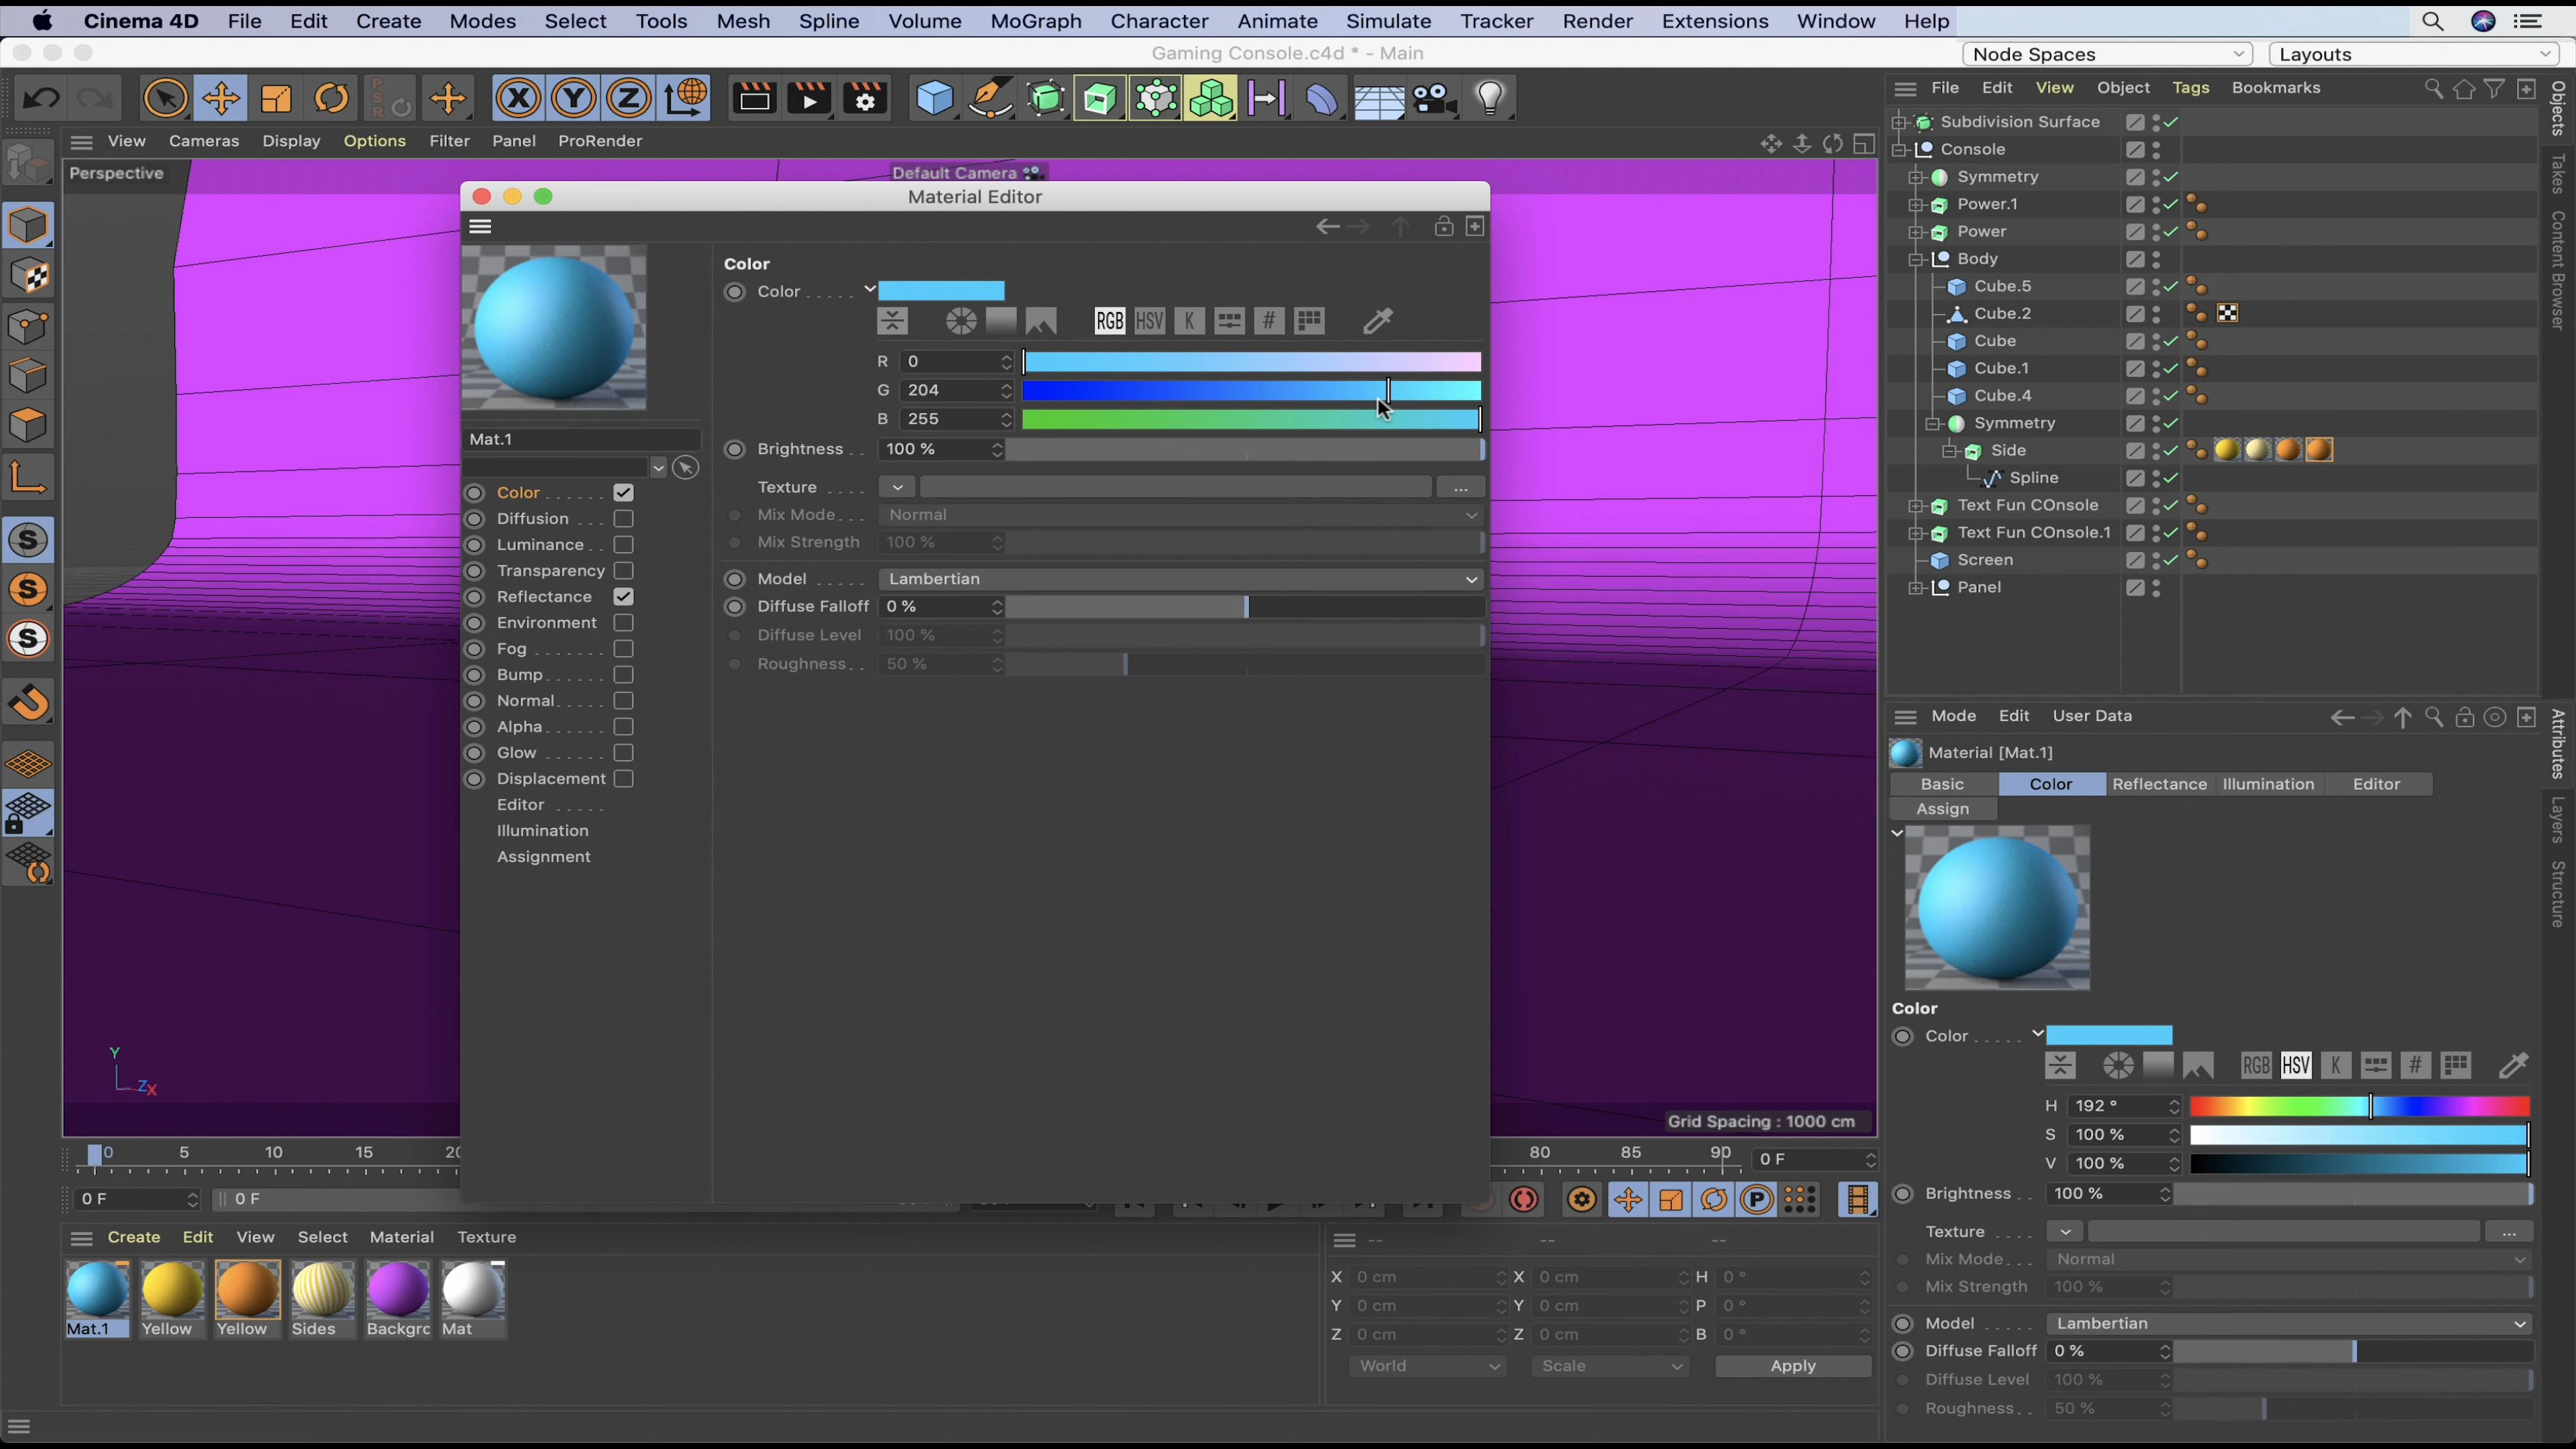 Cinema 4D File Edit Create Modes Select Tools Mesh Spline Volume MoGraph Character Animate Simulate Tracker Render Extensions Window Help
Gaming Console.c4d * - Main
Node Spaces Layouts
View Cameras Display Options Filter Panel ProRender
Perspective
Default Camera
Grid Spacing : 1000 cm
Y
Z X
Material Editor
Mat.1
Color
Diffusion
Luminance
Transparency
Reflectance
Environment
Fog
Bump
Normal
Alpha
Glow
Displacement
Editor
Illumination
Assignment
Color
Color
RGB HSV K #
R 0
G 204
B 255
Brightness 100 %
Texture ...
Mix Mode Normal
Mix Strength 100 %
Model Lambertian
Diffuse Falloff 0 %
Diffuse Level 100 %
Roughness 50 %
File Edit View Object Tags Bookmarks
Subdivision Surface
Console
Symmetry
Power.1
Power
Body
Cube.5
Cube.2
Cube
Cube.1
Cube.4
Symmetry
Side
Spline
Text Fun COnsole
Text Fun COnsole.1
Screen
Panel
Objects
Takes
Content Browser
Mode Edit User Data
Material [Mat.1]
Basic Color Reflectance Illumination Editor
Assign
Color
Color
RGB HSV K #
H 192 °
S 100 %
V 100 %
Brightness 100 %
Texture ...
Mix Mode Normal
Mix Strength 100 %
Model Lambertian
Diffuse Falloff 0 %
Diffuse Level 100 %
Roughness 50 %
Attributes
Layers
Structure
0 5 10 15 20 80 85 90 0 F
0 F 0 F
Create Edit View Select Material Texture
Mat.1 Yellow Yellow Sides Backgrc Mat
-- -- --
X 0 cm X 0 cm H 0 °
Y 0 cm Y 0 cm P 0 °
Z 0 cm Z 0 cm B 0 °
World Scale Apply